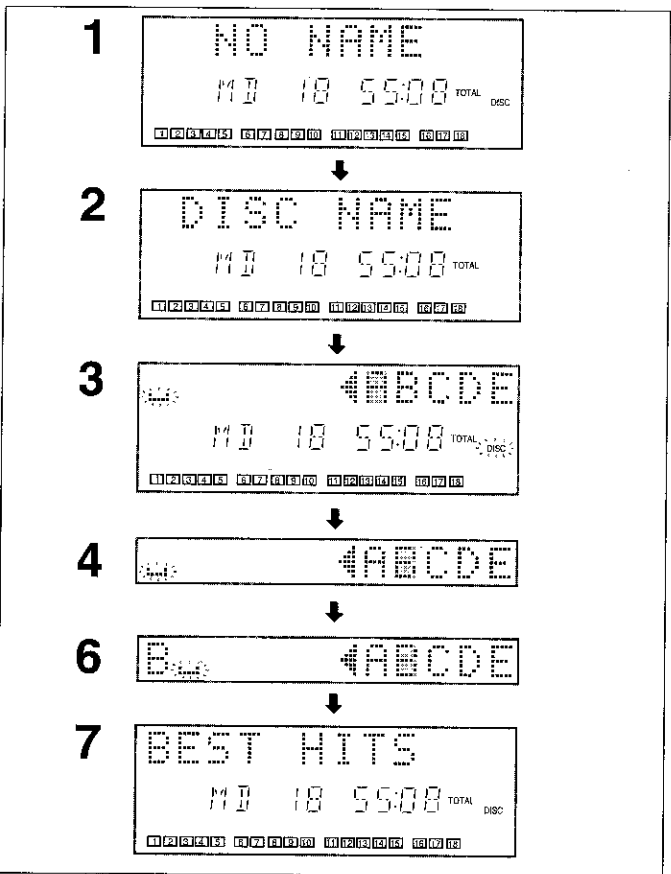 1
NO NAME
MD 18 55:08 TOTAL DISC
1 2 3 4 5 6 7 8 9 10 11 12 13 14 15 16 17 18
2
DISC NAME
MD 18 55:08 TOTAL
1 2 3 4 5 6 7 8 9 10 11 12 13 14 15 16 17 18
3
ABCDE
MD 18 55:08 TOTAL DISC
1 2 3 4 5 6 7 8 9 10 11 12 13 14 15 16 17 18
4
ABCDE
6
B ABCDE
7
BEST HITS
MD 18 55:08 TOTAL DISC
1 2 3 4 5 6 7 8 9 10 11 12 13 14 15 16 17 18